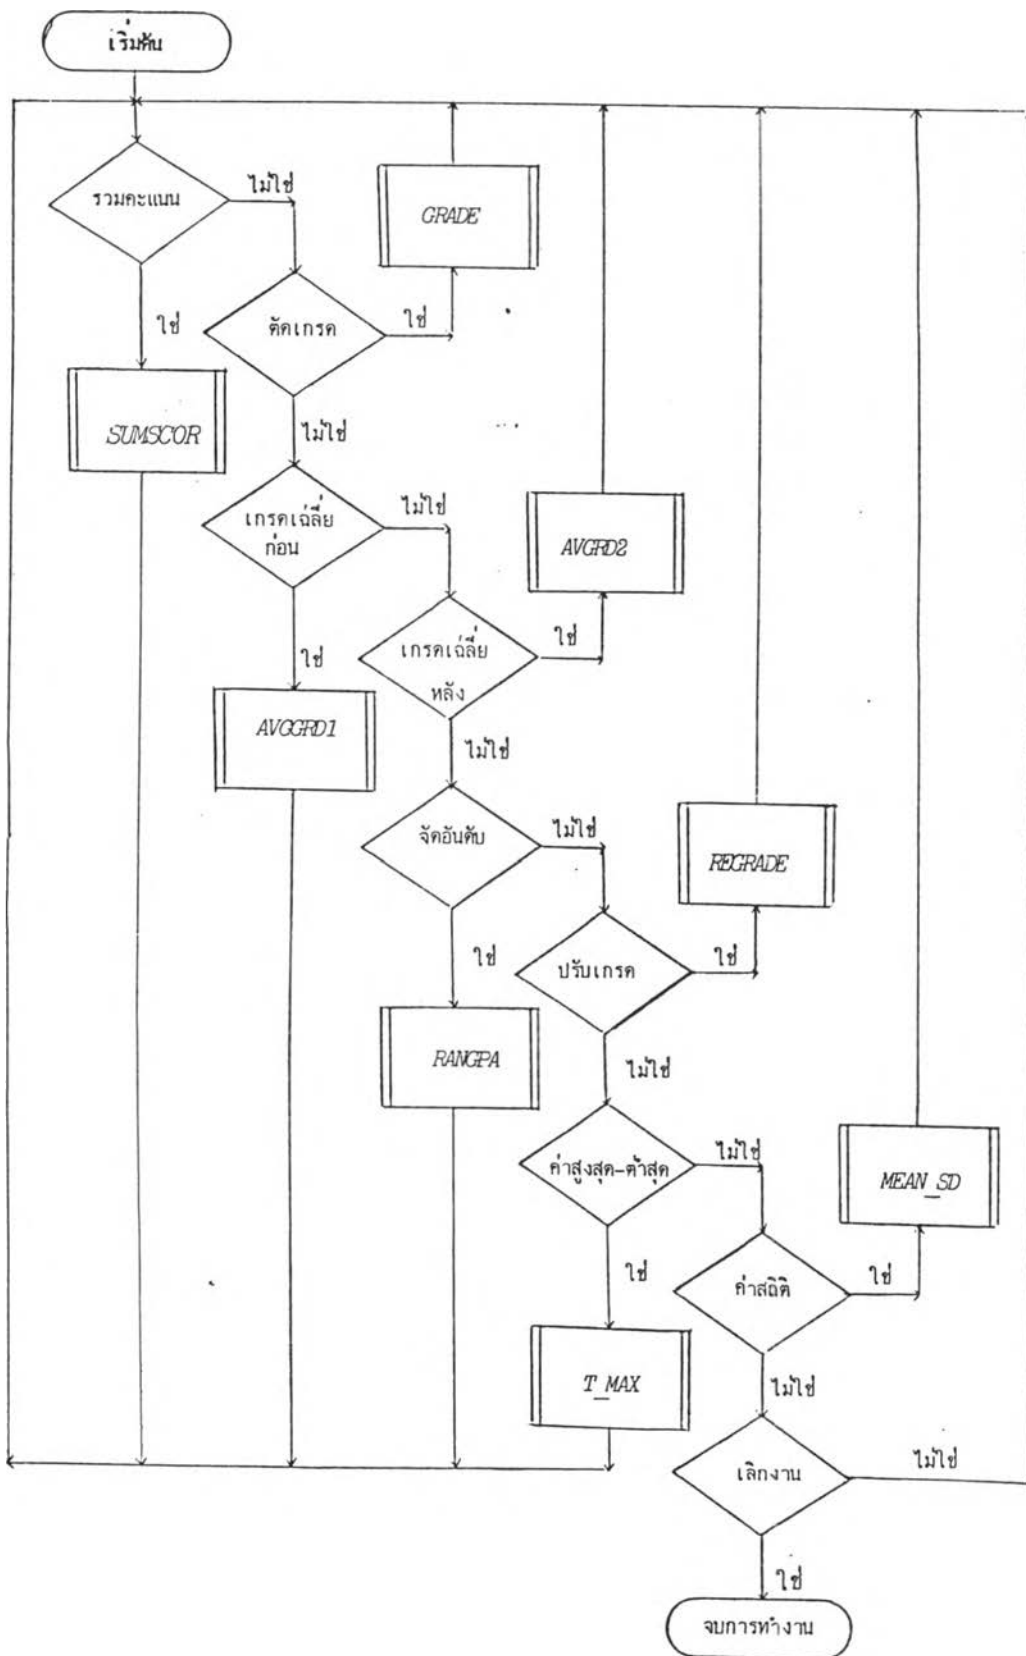 เริ่มต้น
รวมคะแนน
ไม่ใช่
GRADE
ใช่
ตัดเกรด
ใช่
SUMSCOR
ไม่ใช่
เกรดเฉลี่ย
ก่อน
ไม่ใช่
AVGRD2
ใช่
เกรดเฉลี่ย
หลัง
ใช่
AVGGRD1
ไม่ใช่
จัดอันดับ
ไม่ใช่
REGRADE
ใช่
ปรับเกรด
ใช่
RANGPA
ไม่ใช่
ค่าสูงสุด-ต่ำสุด
ไม่ใช่
MEAN_SD
ใช่
ค่าสถิติ
ใช่
T_MAX
ไม่ใช่
เลิกงาน
ไม่ใช่
ใช่
จบการทำงาน